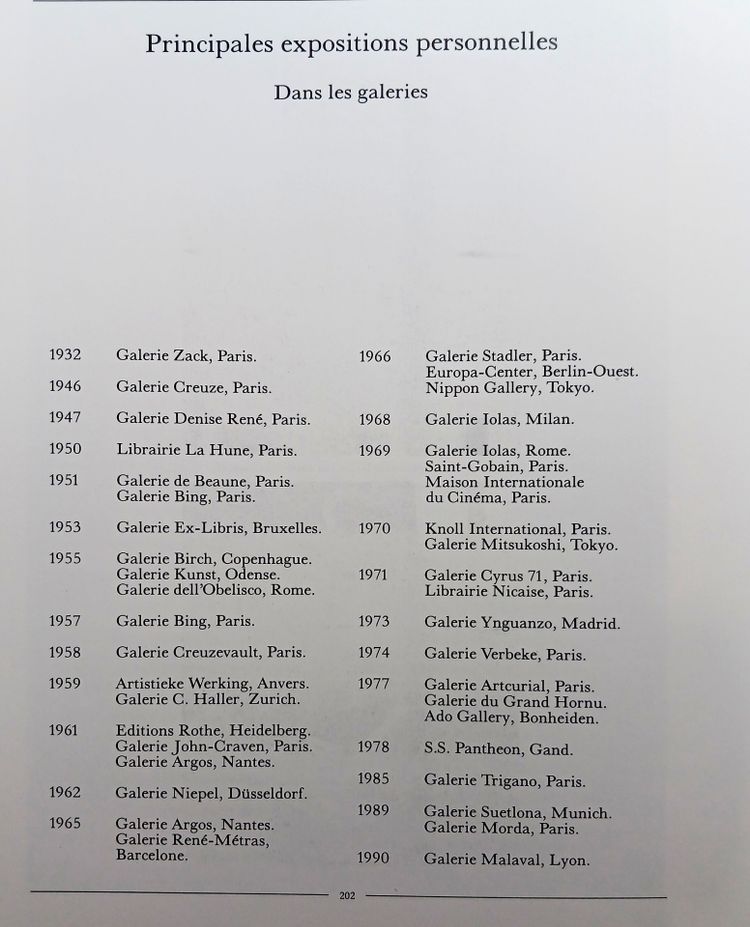 Principales expositions personnelles
Dans les galeries
1932 Galerie Zack, Paris.
1946 Galerie Creuze, Paris.
1947 Galerie Denise René, Paris.
1950 Librairie La Hune, Paris.
1951 Galerie de Beaune, Paris.
Galerie Bing, Paris.
1953 Galerie Ex-Libris, Bruxelles.
1955 Galerie Birch, Copenhague.
Galerie Kunst, Odense.
Galerie dell'Obelisco, Rome.
1957 Galerie Bing, Paris.
1958 Galerie Creuzevault, Paris.
1959 Artistieke Werking, Anvers.
Galerie C. Haller, Zurich.
1961 Editions Rothe, Heidelberg.
Galerie John-Craven, Paris.
Galerie Argos, Nantes.
1962 Galerie Niepel, Düsseldorf.
1965 Galerie Argos, Nantes.
Galerie René-Métras,
Barcelone.
1966 Galerie Stadler, Paris.
Europa-Center, Berlin-Ouest.
Nippon Gallery, Tokyo.
1968 Galerie Iolas, Milan.
1969 Galerie Iolas, Rome.
Saint-Gobain, Paris.
Maison Internationale
du Cinéma, Paris.
1970 Knoll International, Paris.
Galerie Mitsukoshi, Tokyo.
1971 Galerie Cyrus 71, Paris.
Librairie Nicaise, Paris.
1973 Galerie Ynguanzo, Madrid.
1974 Galerie Verbeke, Paris.
1977 Galerie Artcurial, Paris.
Galerie du Grand Hornu.
Ado Gallery, Bonheiden.
1978 S.S. Pantheon, Gand.
1985 Galerie Trigano, Paris.
1989 Galerie Suetlona, Munich.
Galerie Morda, Paris.
1990 Galerie Malaval, Lyon.
202